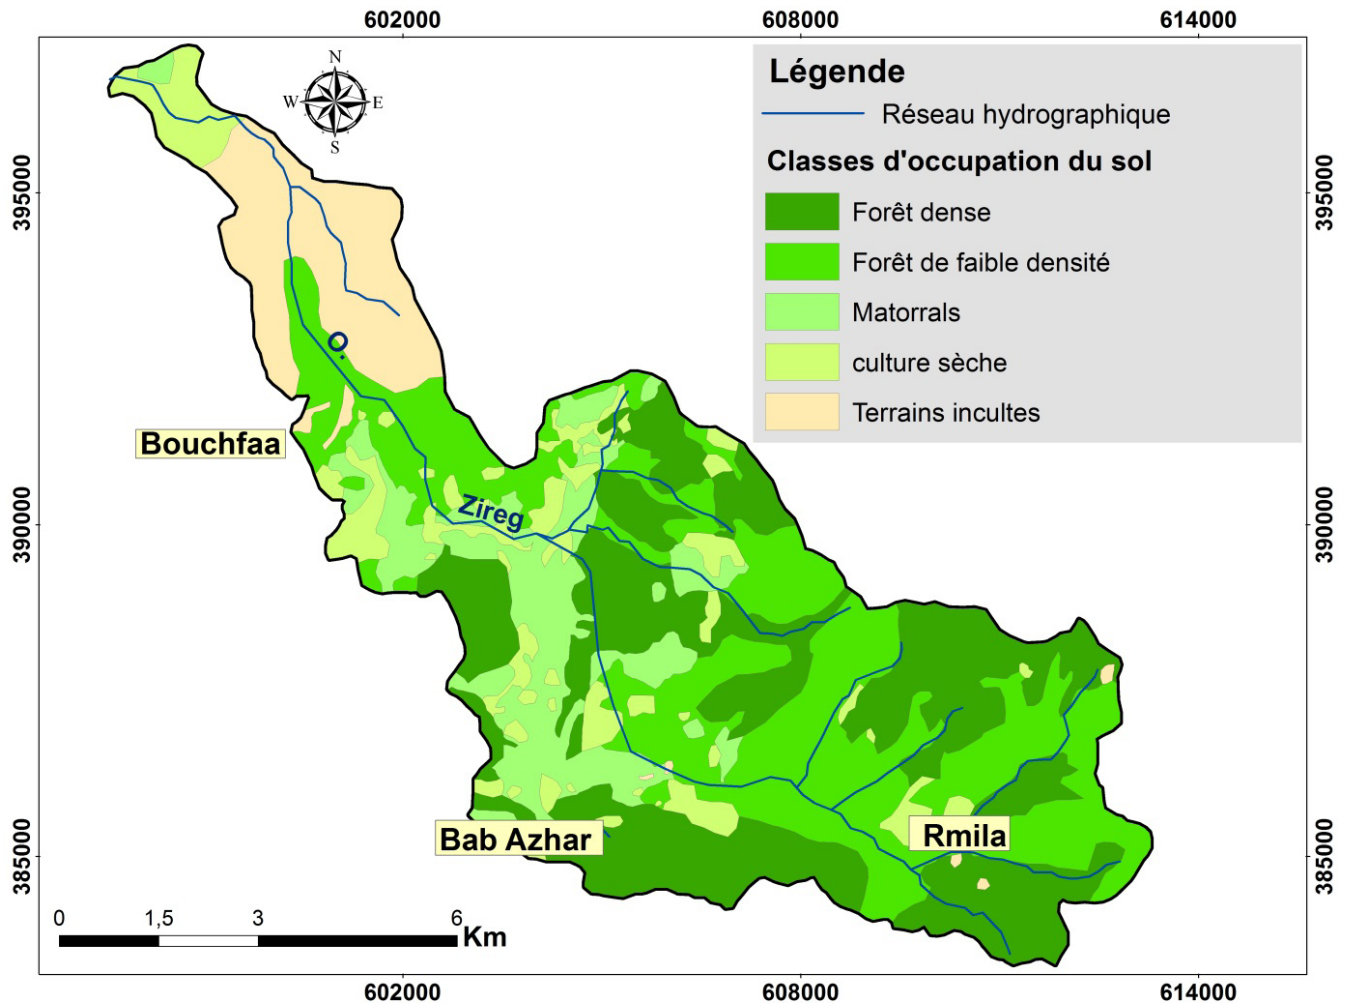 602000
608000
614000
N
W
E
S
Légende
Réseau hydrographique
Classes d'occupation du sol
Forêt dense
Forêt de faible densité
Matorrals
culture sèche
Terrains incultes
395000
395000
Bouchfaa
Zireg
390000
390000
Bab Azhar
Rmila
385000
385000
0 1,5 3 6 Km
602000
608000
614000